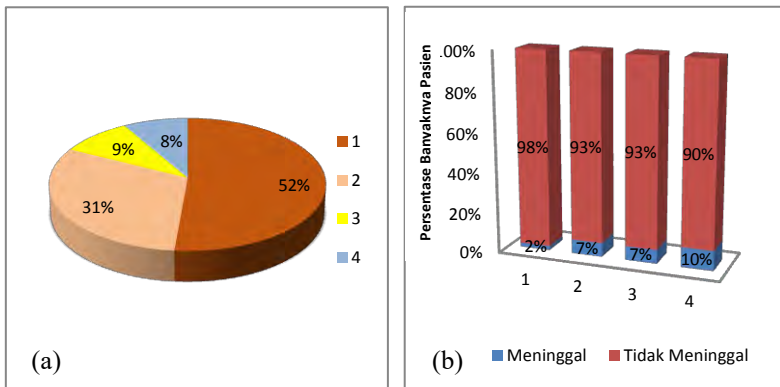 52%
31%
9%
8%
1
2
3
4
(a)
Persentase Banvaknya Pasien
.00%
80%
60%
40%
20%
0%
98% 93% 93% 90%
2% 7% 7% 10%
1 2 3 4
Meninggal Tidak Meninggal
(b)